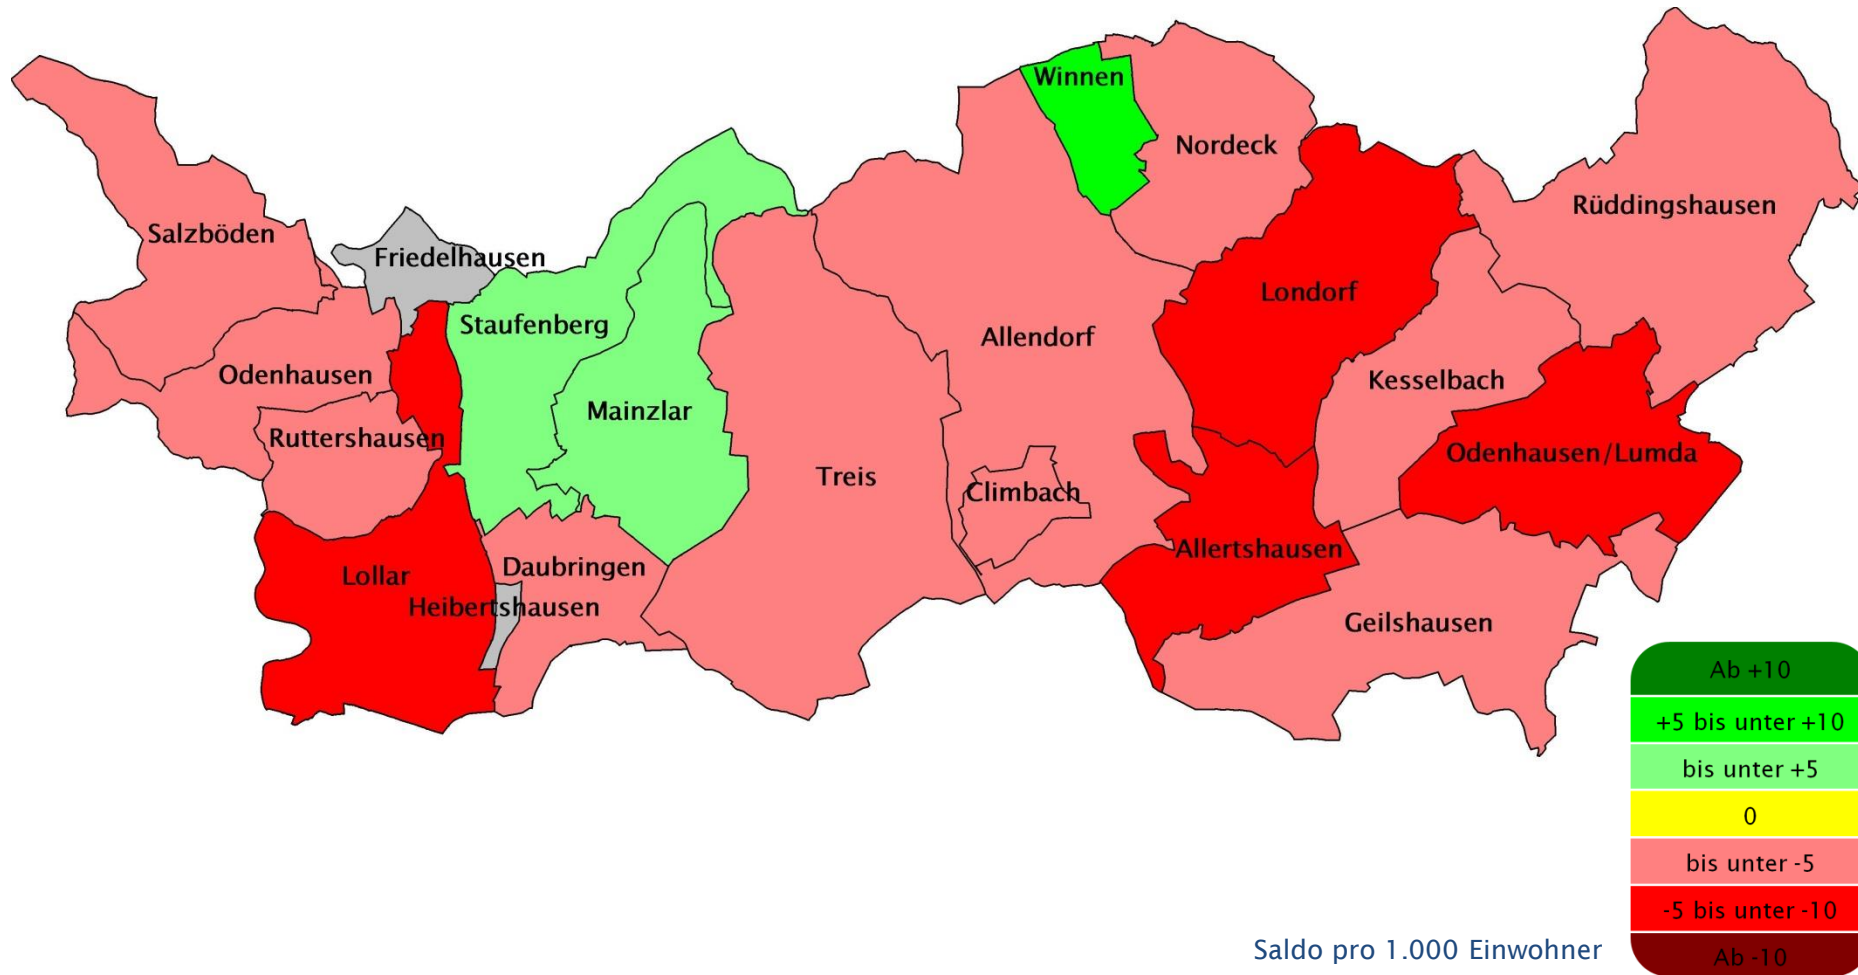 Winnen
Nordeck
Rüddingshausen
Salzböden
Friedelhausen
Londorf
Staufenberg
Allendorf
Odenhausen
Kesselbach
Mainzlar
Ruttershausen
Odenhausen/Lumda
Treis
Climbach
Allertshausen
Daubringen
Lollar
Heibertshausen
Geilshausen
Ab +10
+5 bis unter +10
bis unter +5
0
bis unter -5
-5 bis unter -10
Ab -10
Saldo pro 1.000 Einwohner